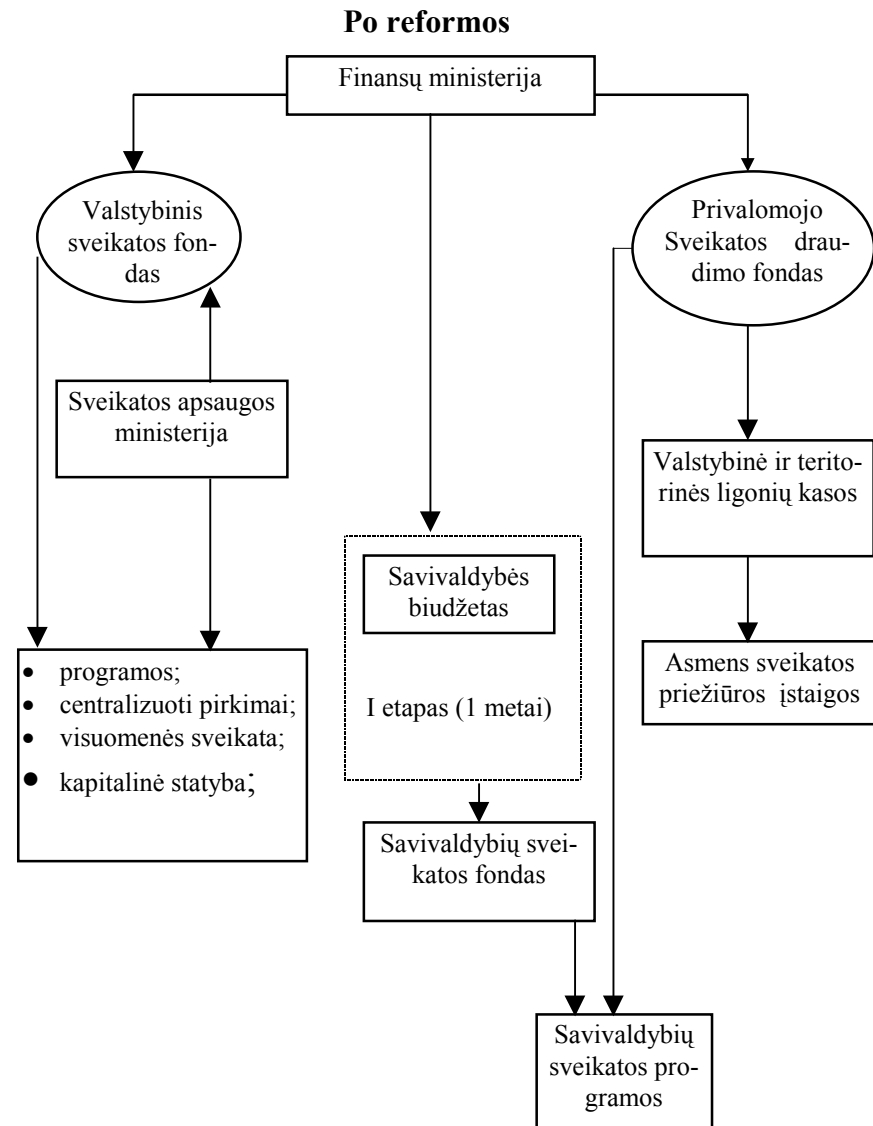 Po reformos
Finansų ministerija
Valstybinis
sveikatos fon-
das
Privalomojo
Sveikatos drau-
dimo fondas
Sveikatos apsaugos
ministerija
Valstybinė ir terito-
rinės ligonių kasos
Savivaldybės
biudžetas
I etapas (1 metai)
Asmens sveikatos
priežiūros įstaigos
• programos;
• centralizuoti pirkimai;
• visuomenės sveikata;
• kapitalinė statyba;
Savivaldybių svei-
katos fondas
Savivaldybių
sveikatos pro-
gramos